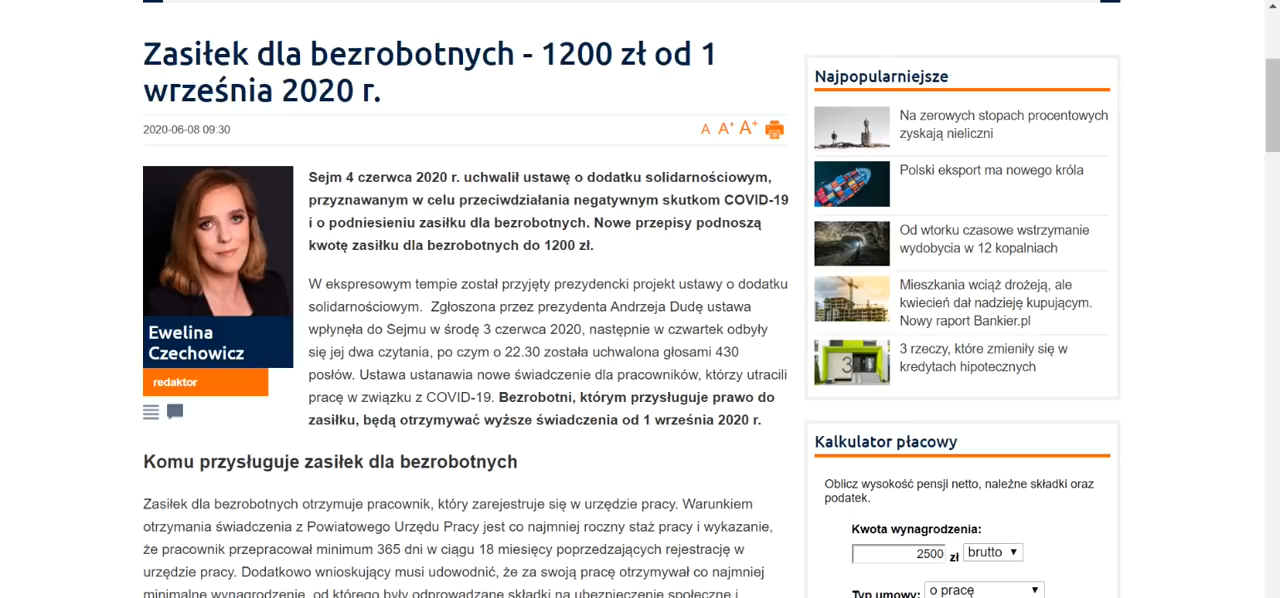 Zasiłek dla bezrobotnych - 1200 zł od 1
września 2020 r.
2020-06-08 09:30
A A+ A+
Ewelina
Czechowicz
redaktor
Sejm 4 czerwca 2020 r. uchwalił ustawę o dodatku solidarnościowym,
przyznawanym w celu przeciwdziałania negatywnym skutkom COVID-19
i o podniesieniu zasiłku dla bezrobotnych. Nowe przepisy podnoszą
kwotę zasiłku dla bezrobotnych do 1200 zł.
W ekspresowym tempie został przyjęty prezydencki projekt ustawy o dodatku
solidarnościowym. Zgłoszona przez prezydenta Andrzeja Dudę ustawa
wpłynęła do Sejmu w środę 3 czerwca 2020, następnie w czwartek odbyły
się jej dwa czytania, po czym o 22.30 została uchwalona głosami 430
posłów. Ustawa ustanawia nowe świadczenie dla pracowników, którzy utracili
pracę w związku z COVID-19. Bezrobotni, którym przysługuje prawo do
zasiłku, będą otrzymywać wyższe świadczenia od 1 września 2020 r.
Komu przysługuje zasiłek dla bezrobotnych
Zasiłek dla bezrobotnych otrzymuje pracownik, który zarejestruje się w urzędzie pracy. Warunkiem
otrzymania świadczenia z Powiatowego Urzędu Pracy jest co najmniej roczny staż pracy i wykazanie,
że pracownik przepracował minimum 365 dni w ciągu 18 miesięcy poprzedzających rejestrację w
urzędzie pracy. Dodatkowo wnioskujący musi udowodnić, że za swoją pracę otrzymywał co najmniej
minimalne wynagrodzenie, od którego były odprowadzane składki na ubezpieczenie społeczne i
Najpopularniejsze
Na zerowych stopach procentowych
zyskają nieliczni
Polski eksport ma nowego króla
Od wtorku czasowe wstrzymanie
wydobycia w 12 kopalniach
Mieszkania wciąż drożeją, ale
kwiecień dał nadzieję kupującym.
Nowy raport Bankier.pl
3
3 rzeczy, które zmieniły się w
kredytach hipotecznych
Kalkulator płacowy
Oblicz wysokość pensji netto, należne składki oraz
podatek.
Kwota wynagrodzenia:
2500 zł brutto
Typ umowy: o pracę